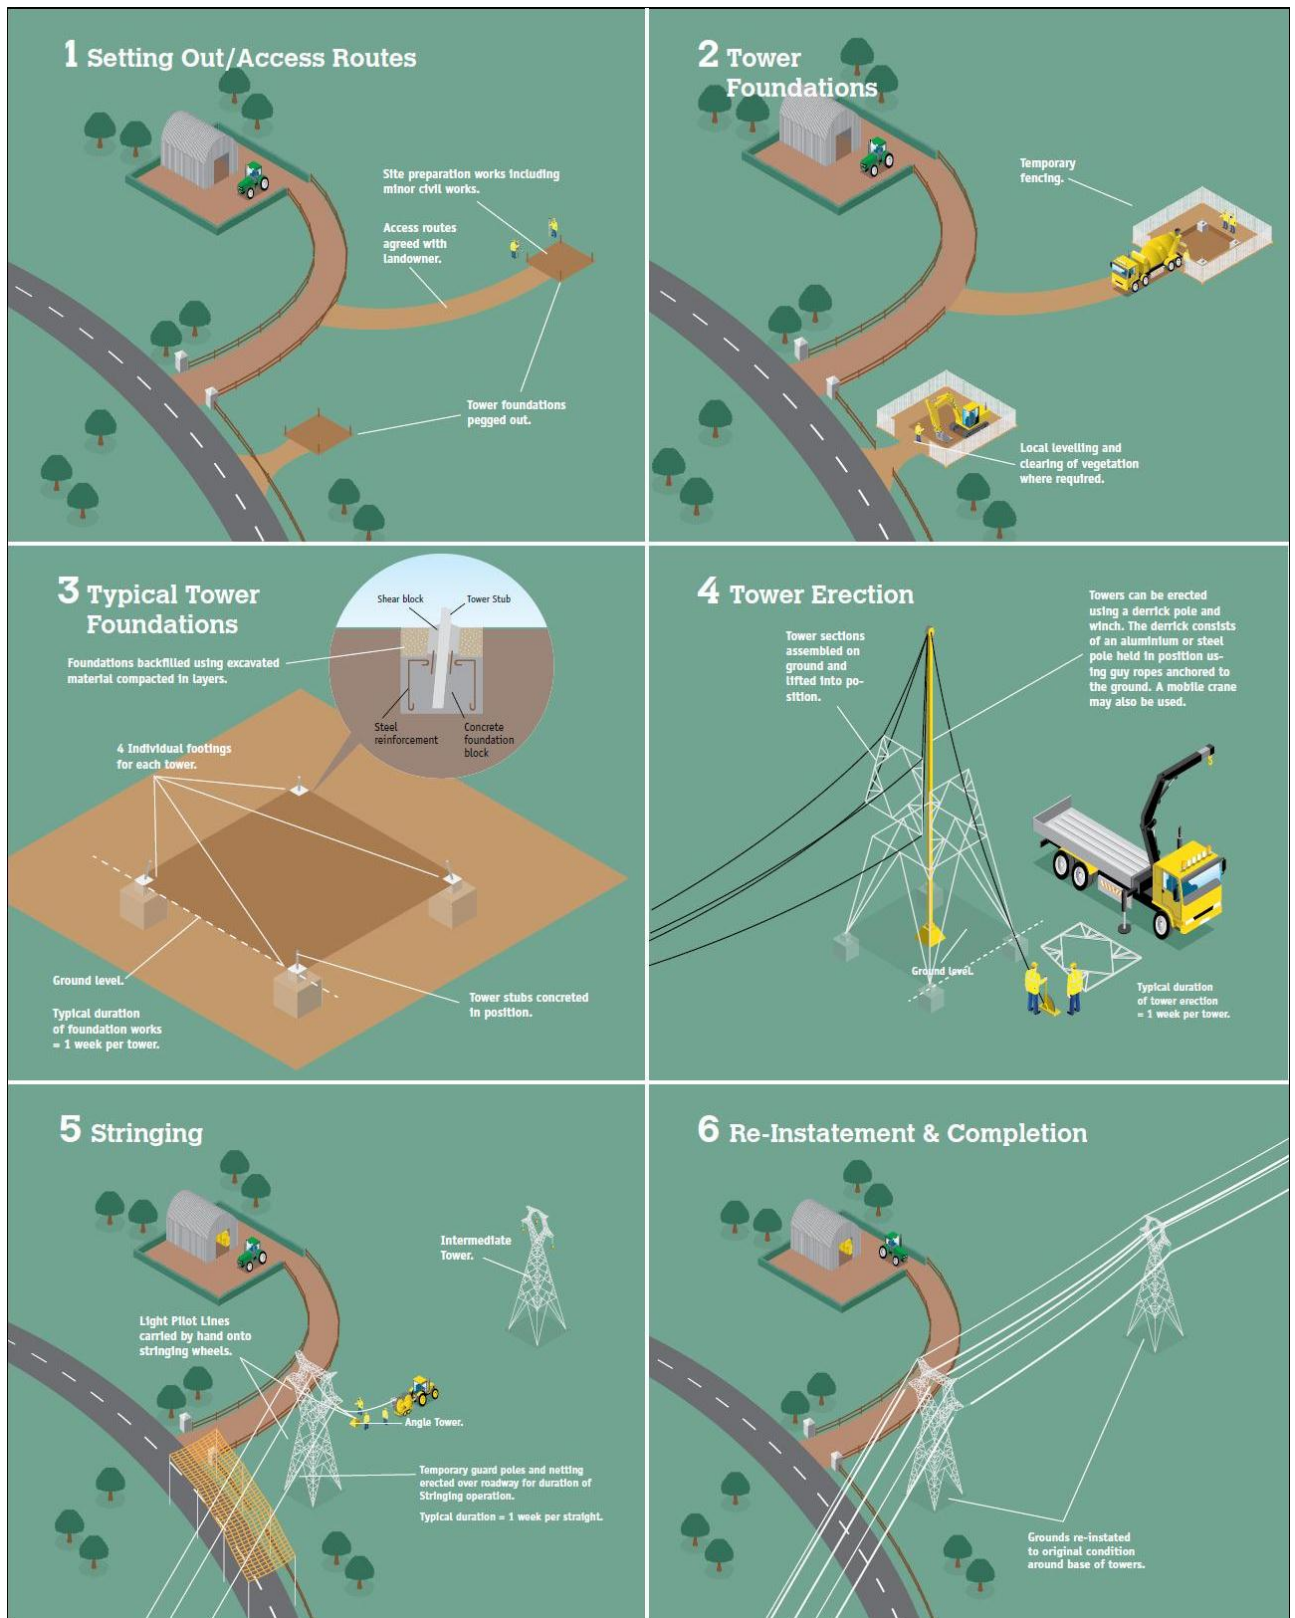 1 Setting Out/Access Routes
Site preparation works including
minor civil works.
Access routes
agreed with
landowner.
Tower foundations
pegged out.
2 Tower
Foundations
Temporary
fencing.
Local levelling and
clearing of vegetation
where required.
3 Typical Tower
Foundations
Foundations backfilled using excavated
material compacted in layers.
Shear block
Tower Stub
Steel
reinforcement
Concrete
foundation
block
4 Individual footings
for each tower.
Ground level.
Typical duration
of foundation works
= 1 week per tower.
Tower stubs concreted
in position.
4 Tower Erection
Tower sections
assembled on
ground and
lifted into po-
sition.
Towers can be erected
using a derrick pole and
winch. The derrick consists
of an aluminium or steel
pole held in position us-
ing guy ropes anchored to
the ground. A mobile crane
may also be used.
Ground level.
Typical duration
of tower erection
= 1 week per tower.
5 Stringing
Intermediate
Tower.
Light Pilot Lines
carried by hand onto
stringing wheels.
Angle Tower.
Temporary guard poles and netting
erected over roadway for duration of
Stringing operation.
Typical duration = 1 week per straight.
6 Re-Instatement & Completion
Grounds re-instated
to original condition
around base of towers.